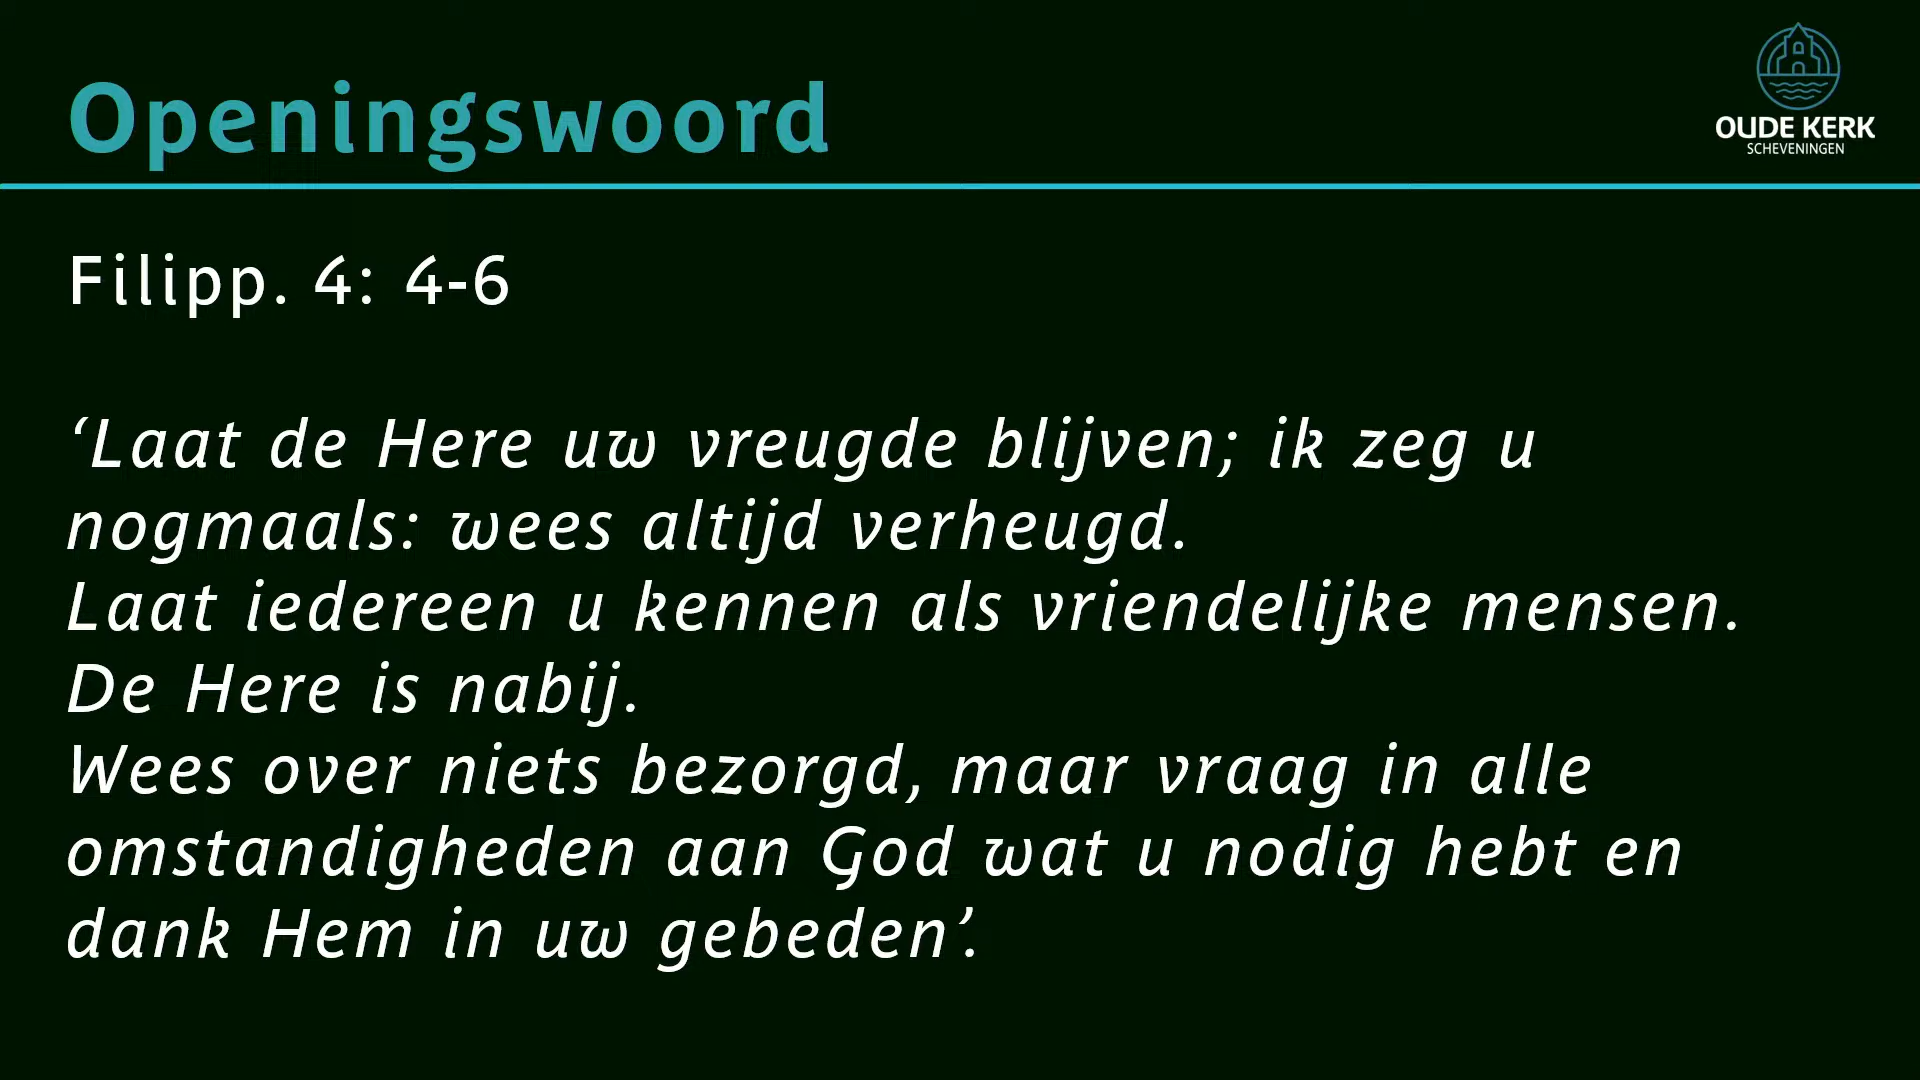 Openingswoord
OUDE KERK
SCHEVENINGEN
Filipp. 4: 4-6
‘Laat de Here uw vreugde blijven; ik zeg u
nogmaals: wees altijd verheugd.
Laat iedereen u kennen als vriendelijke mensen.
De Here is nabij.
Wees over niets bezorgd, maar vraag in alle
omstandigheden aan God wat u nodig hebt en
dank Hem in uw gebeden’.